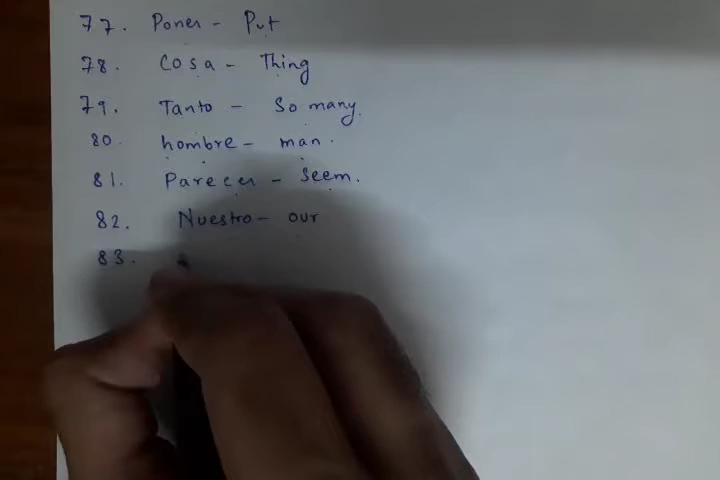 77. Poner - Put
78. Cosa - Thing
79. Tanto - So many.
80. hombre - man.
81. Parecer - Seem.
82. Nuestro - our
83.